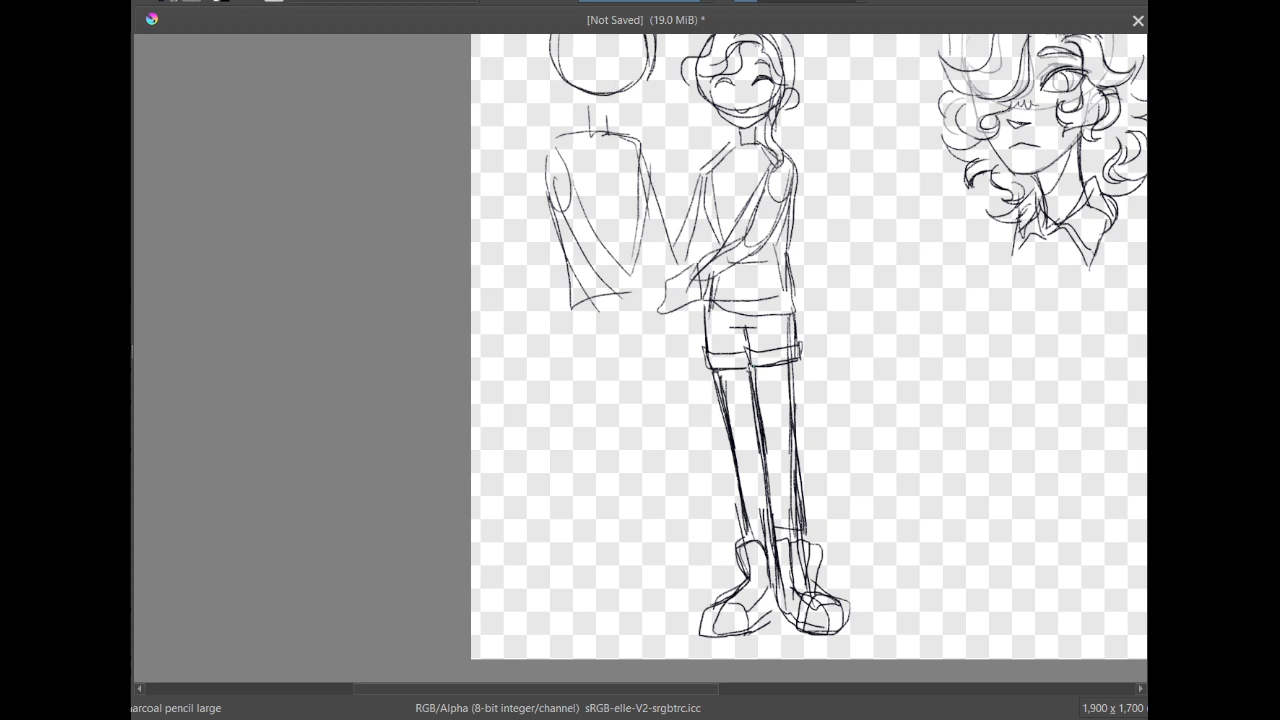 [Not Saved] (19.0 MiB) *
arcoal pencil large
RGB/Alpha (8-bit integer/channel) sRGB-elle-V2-srgbtrc.icc
1,900 x 1,700